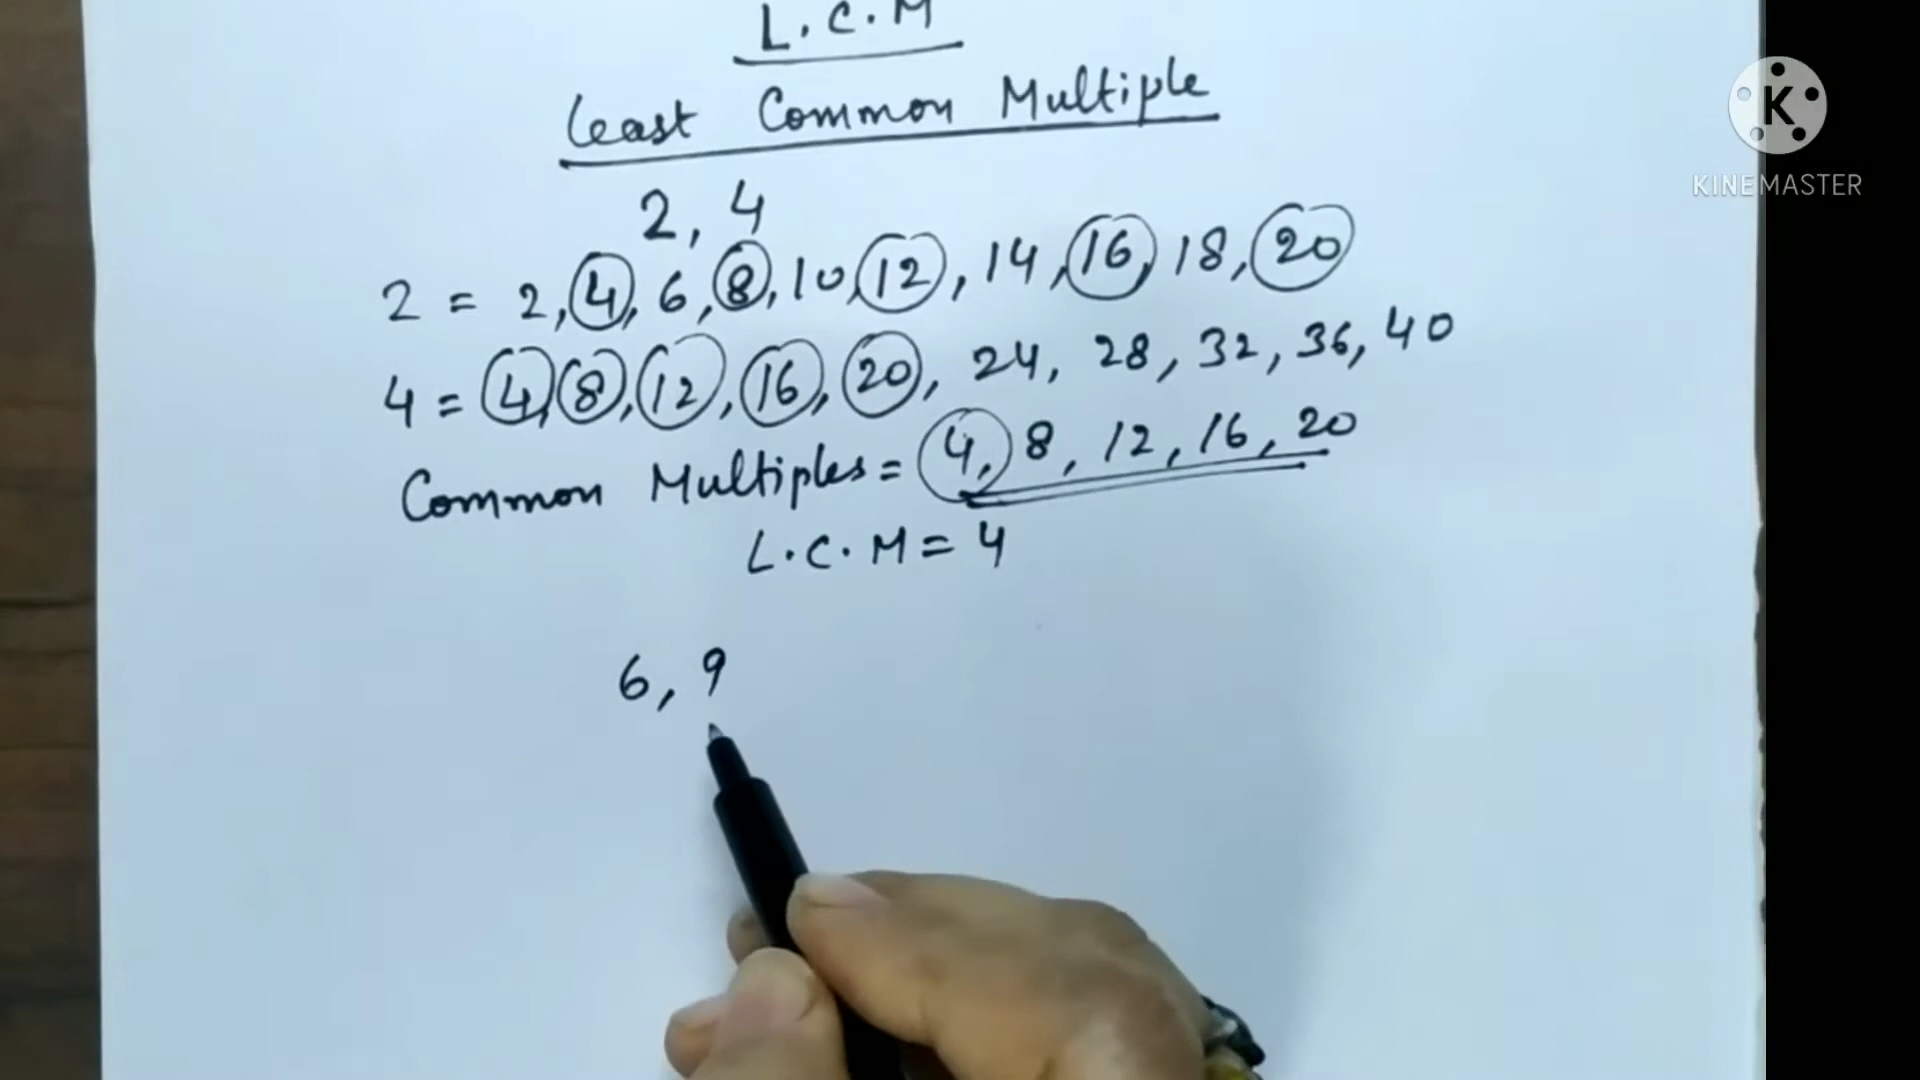 L.C.M
Least Common Multiple
2, 4
2 = 2, 4, 6, 8, 10, 12, 14, 16, 18, 20
4 = 4, 8, 12, 16, 20, 24, 28, 32, 36, 40
Common Multiples = 4, 8, 12, 16, 20
L.C.M = 4
6, 9
K
KINEMASTER